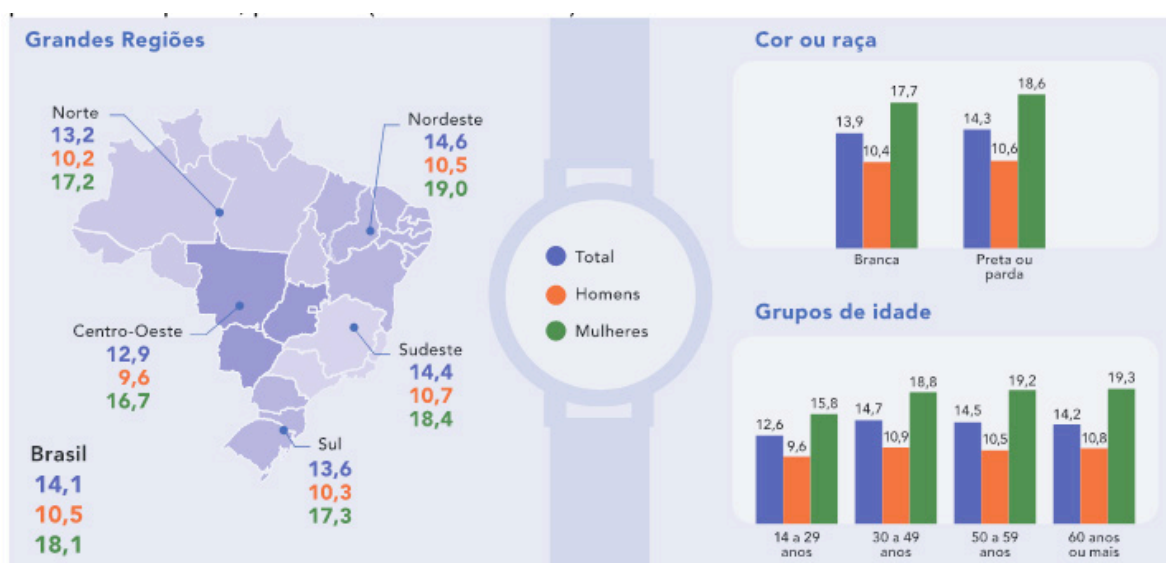 Grandes Regiões
Norte
13,2
10,2
17,2
Nordeste
14,6
10,5
19,0
Centro-Oeste
12,9
9,6
16,7
Sudeste
14,4
10,7
18,4
Sul
13,6
10,3
17,3
Brasil
14,1
10,5
18,1
Total
Homens
Mulheres
Cor ou raça
13,9
10,4
17,7
14,3
10,6
18,6
Branca
Preta ou
parda
Grupos de idade
12,6
9,6
15,8
14,7
10,9
18,8
14,5
10,5
19,2
14,2
10,8
19,3
14 a 29
anos
30 a 49
anos
50 a 59
anos
60 anos
ou mais